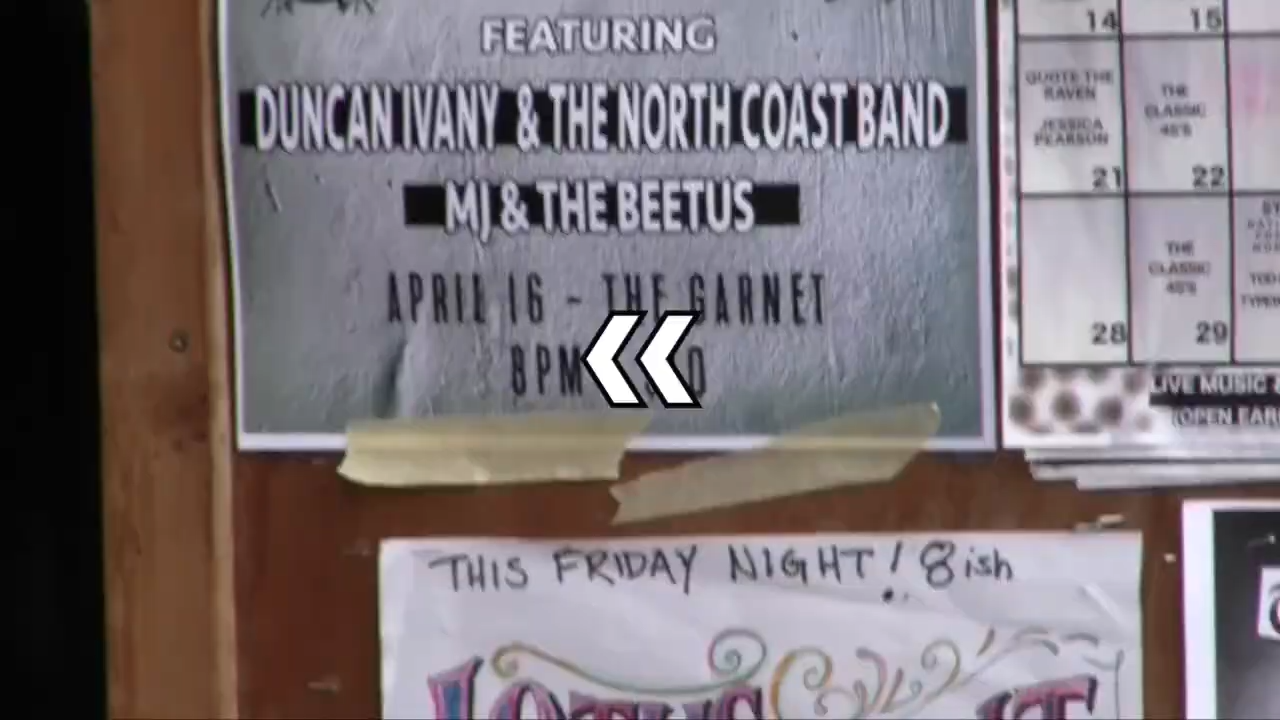 FEATURING
DUNCAN IVANY & THE NORTH COAST BAND
MJ & THE BEETUS
APRIL 16 - THE GARNET
8PM
14
15
QUOTE THE
RAVEN
JESSICA
PEARSON
21
THE
CLASSIC
45'S
22
28
THE
CLASSIC
45'S
29
LIVE MUSIC
THIS FRIDAY NIGHT! 8ish